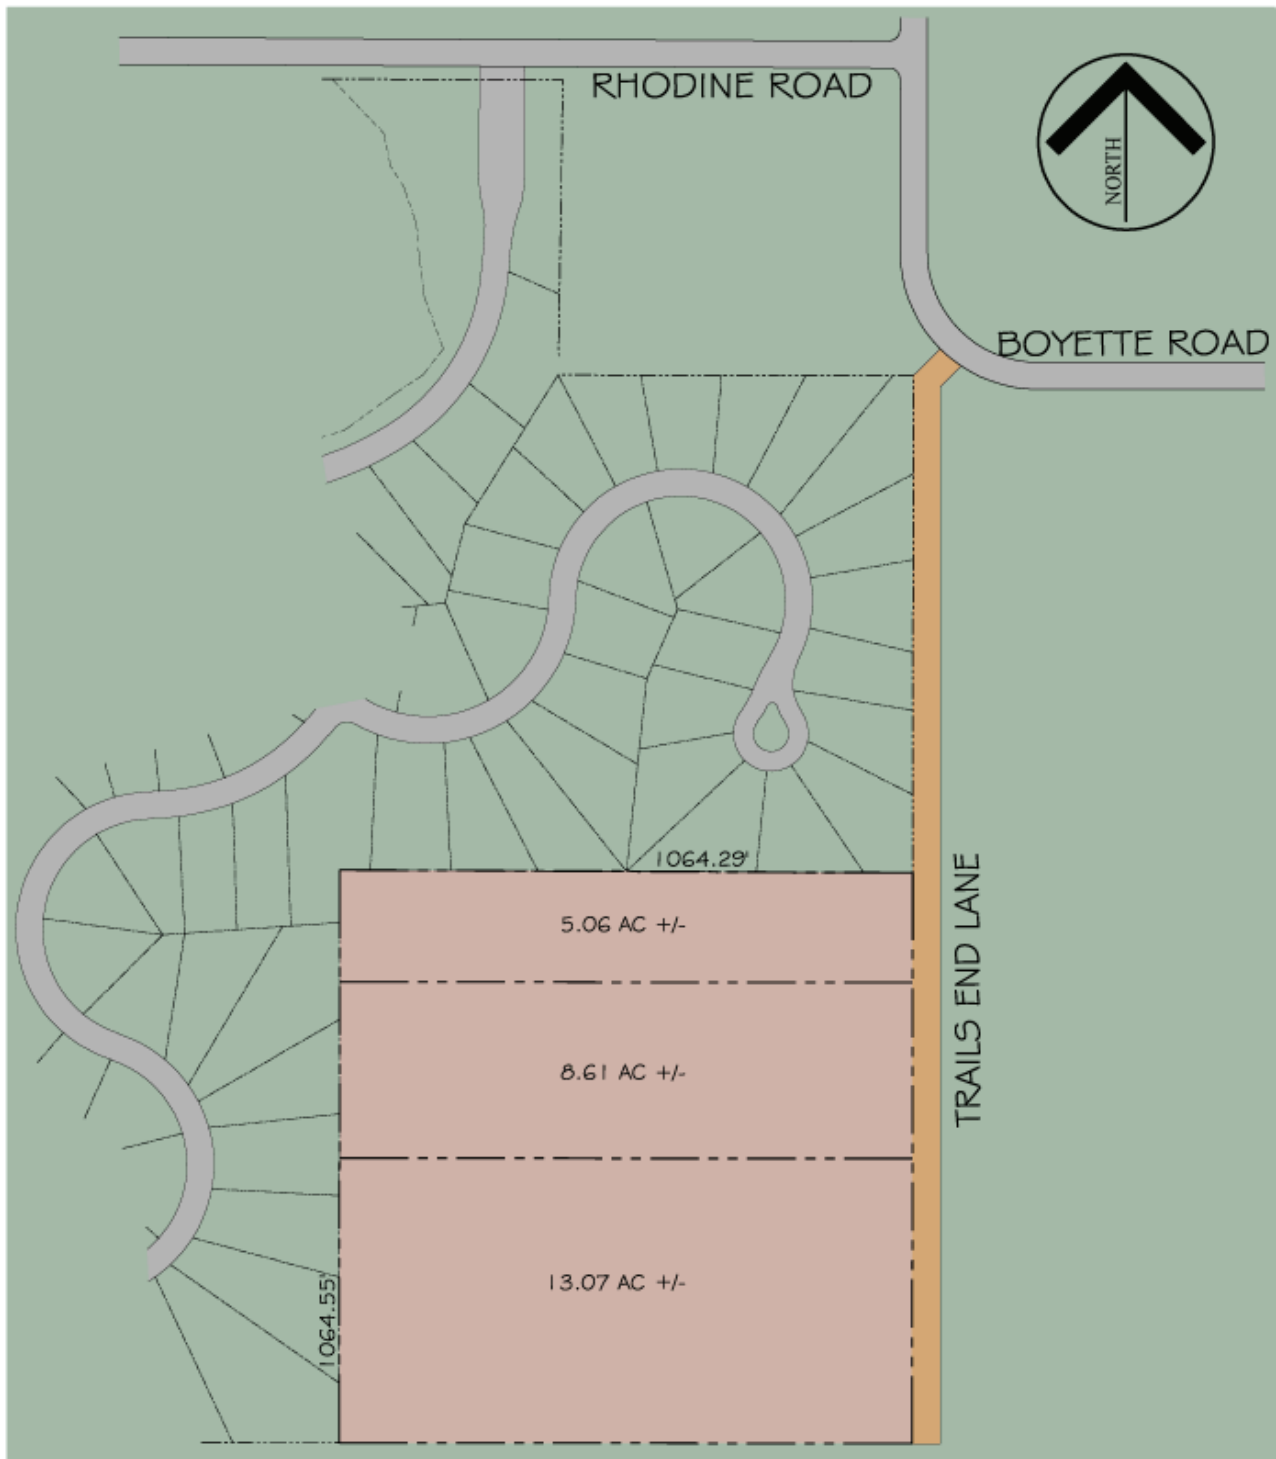 RHODINE ROAD
NORTH
BOYETTE ROAD
1064.29'
5.06 AC +/-
TRAILS END LANE
8.61 AC +/-
13.07 AC +/-
1064.55'